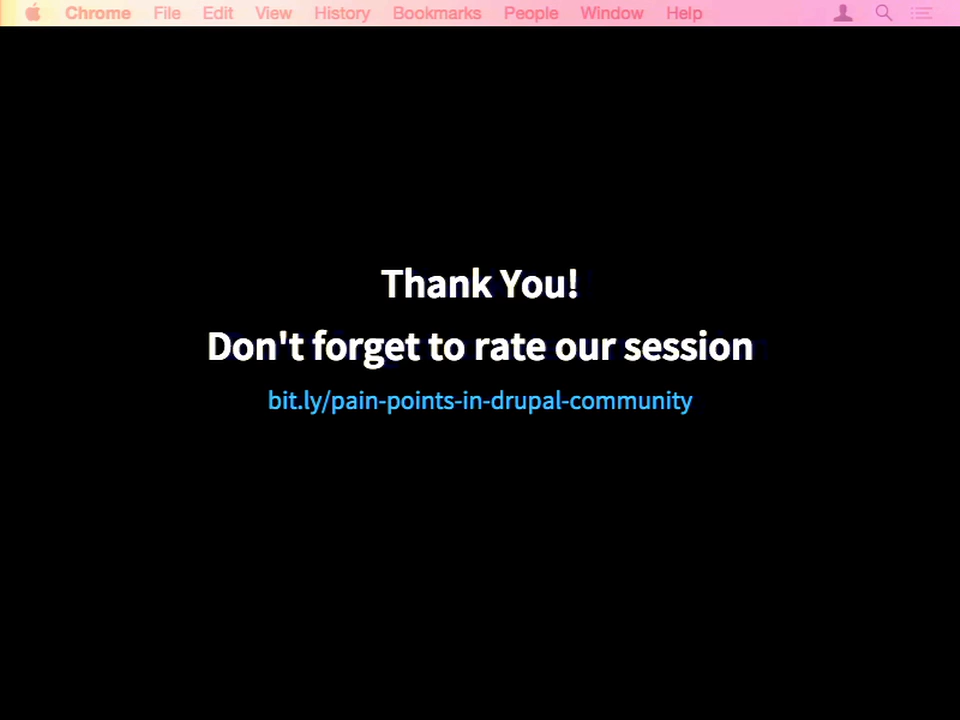 Chrome File Edit View History Bookmarks People Window Help
Thank You!
Don't forget to rate our session
bit.ly/pain-points-in-drupal-community